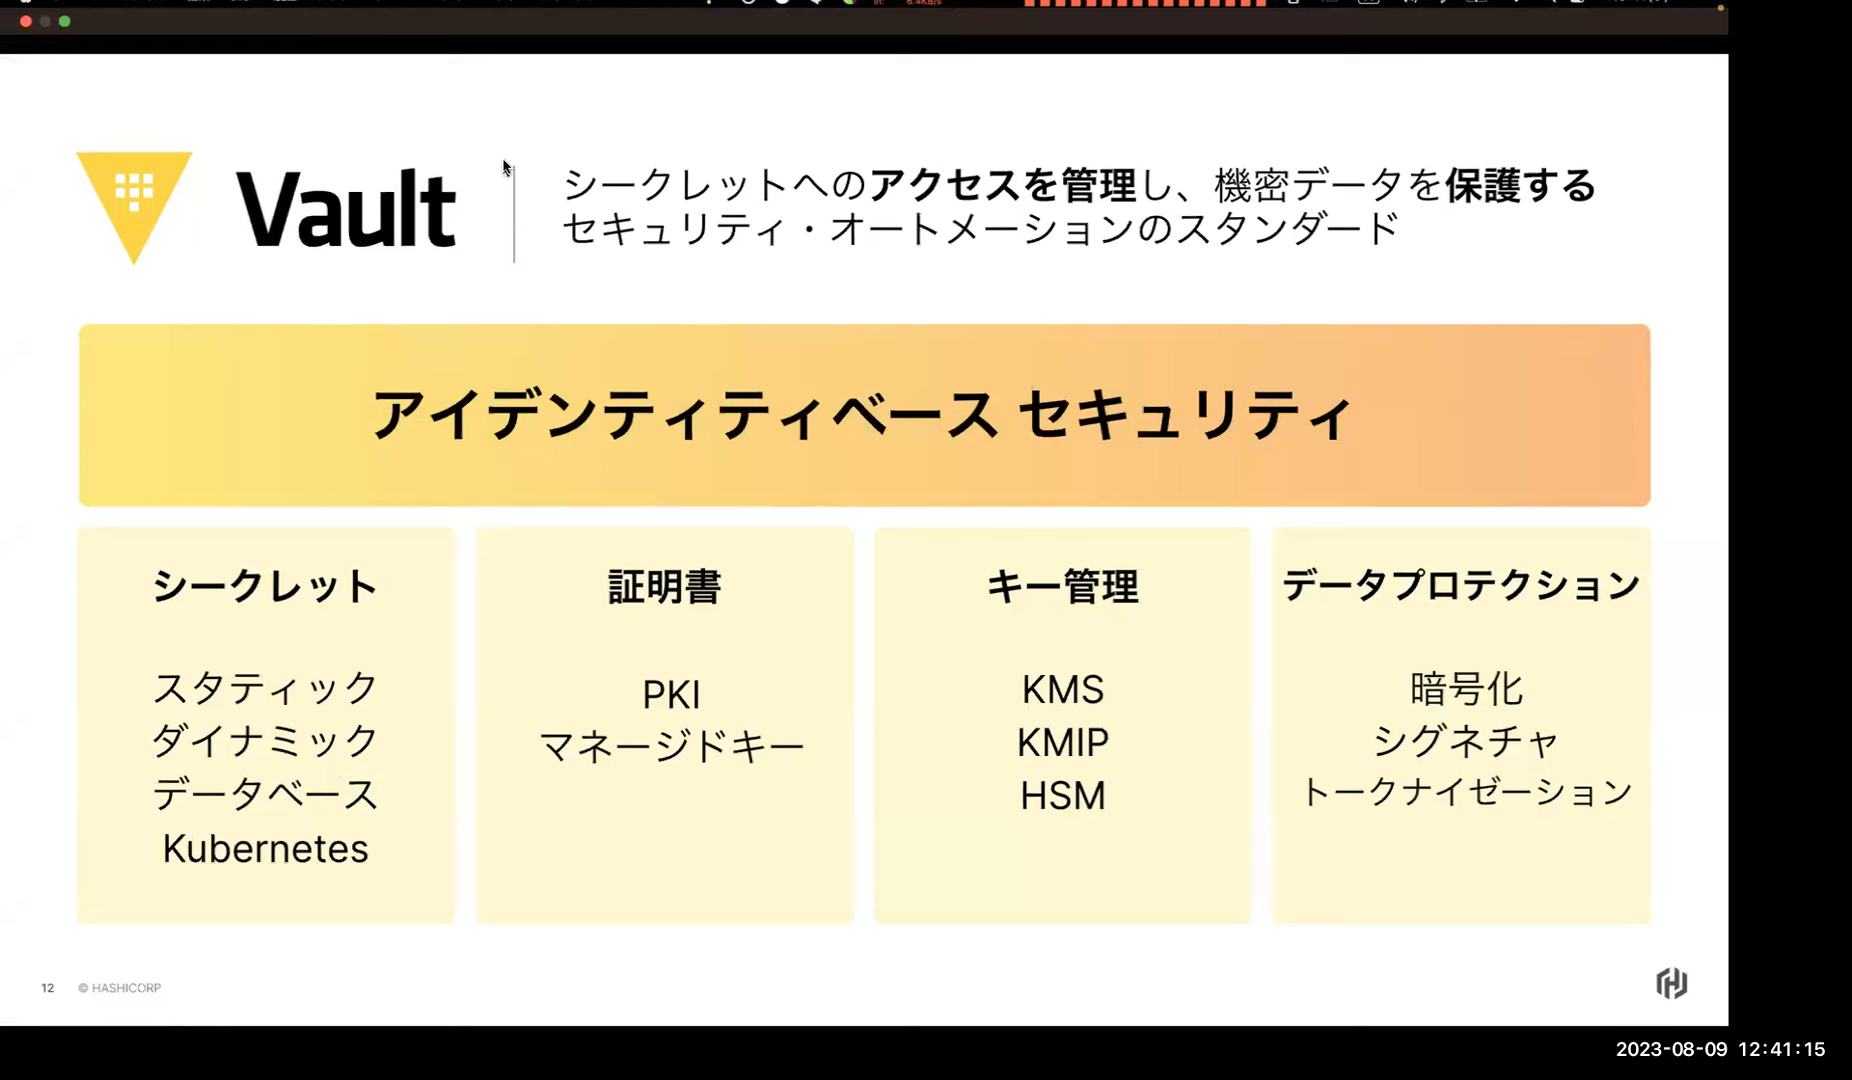 Vault
シークレットへのアクセスを管理し、機密データを保護する
セキュリティ・オートメーションのスタンダード
アイデンティティベース セキュリティ
シークレット
スタティック
ダイナミック
データベース
Kubernetes
証明書
PKI
マネージドキー
キー管理
KMS
KMIP
HSM
データプロテクション
暗号化
シグネチャ
トークナイゼーション
12 © HASHICORP
2023-08-09 12:41:15